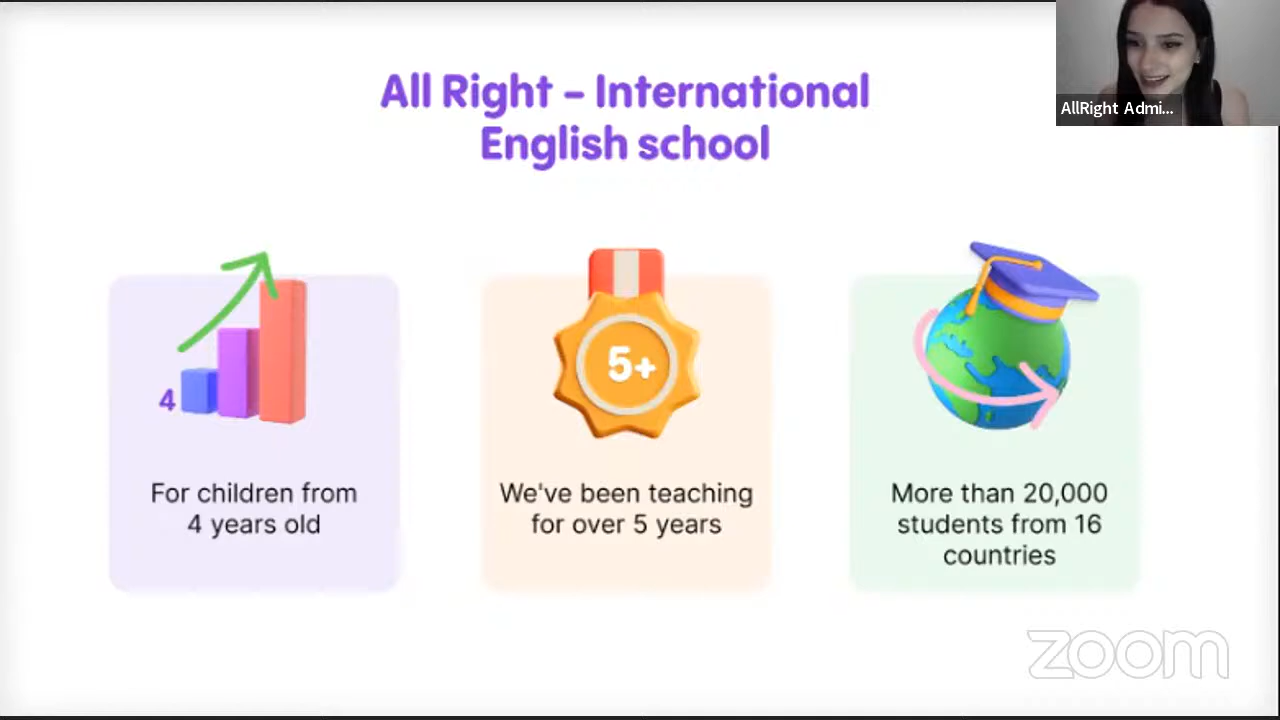 All Right – International
English school
AllRight Admi...
4
5+
For children from
4 years old
We've been teaching
for over 5 years
More than 20,000
students from 16
countries
zoom